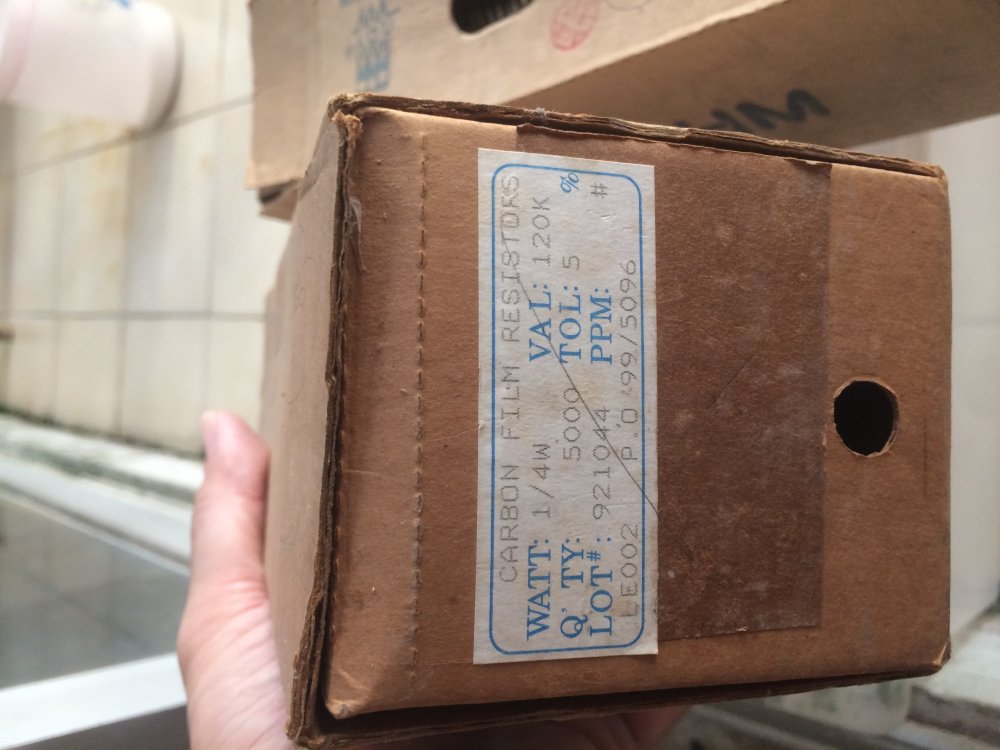 CARBON FILM RESISTORS
WATT: 1/4W VAL: 120K
Q'TY: 5000 TOL: 5 %
LOT#: 921044 PPM: #
LE002 P.O '99/5096